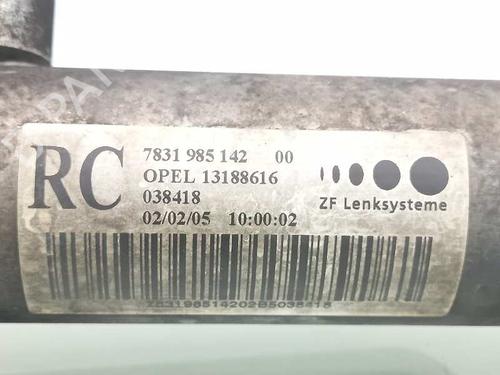 RC
7831 985 142 00
OPEL 13188616
038418
02/02/05 10:00:02
ZF Lenksysteme